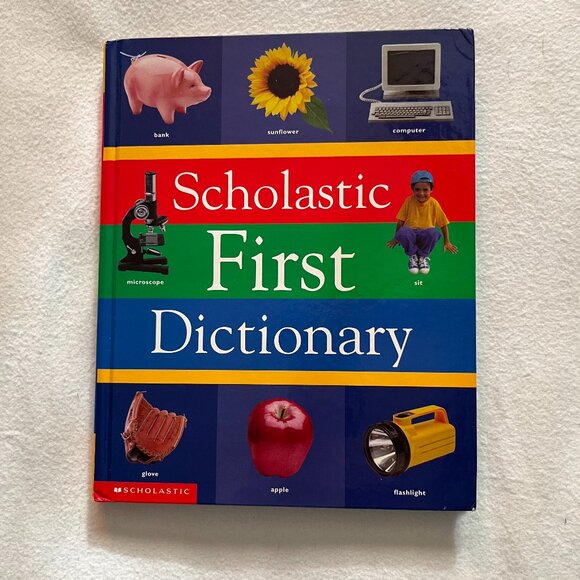 bank
sunflower
computer
Scholastic
First
Dictionary
microscope
sit
glove
apple
flashlight
SCHOLASTIC